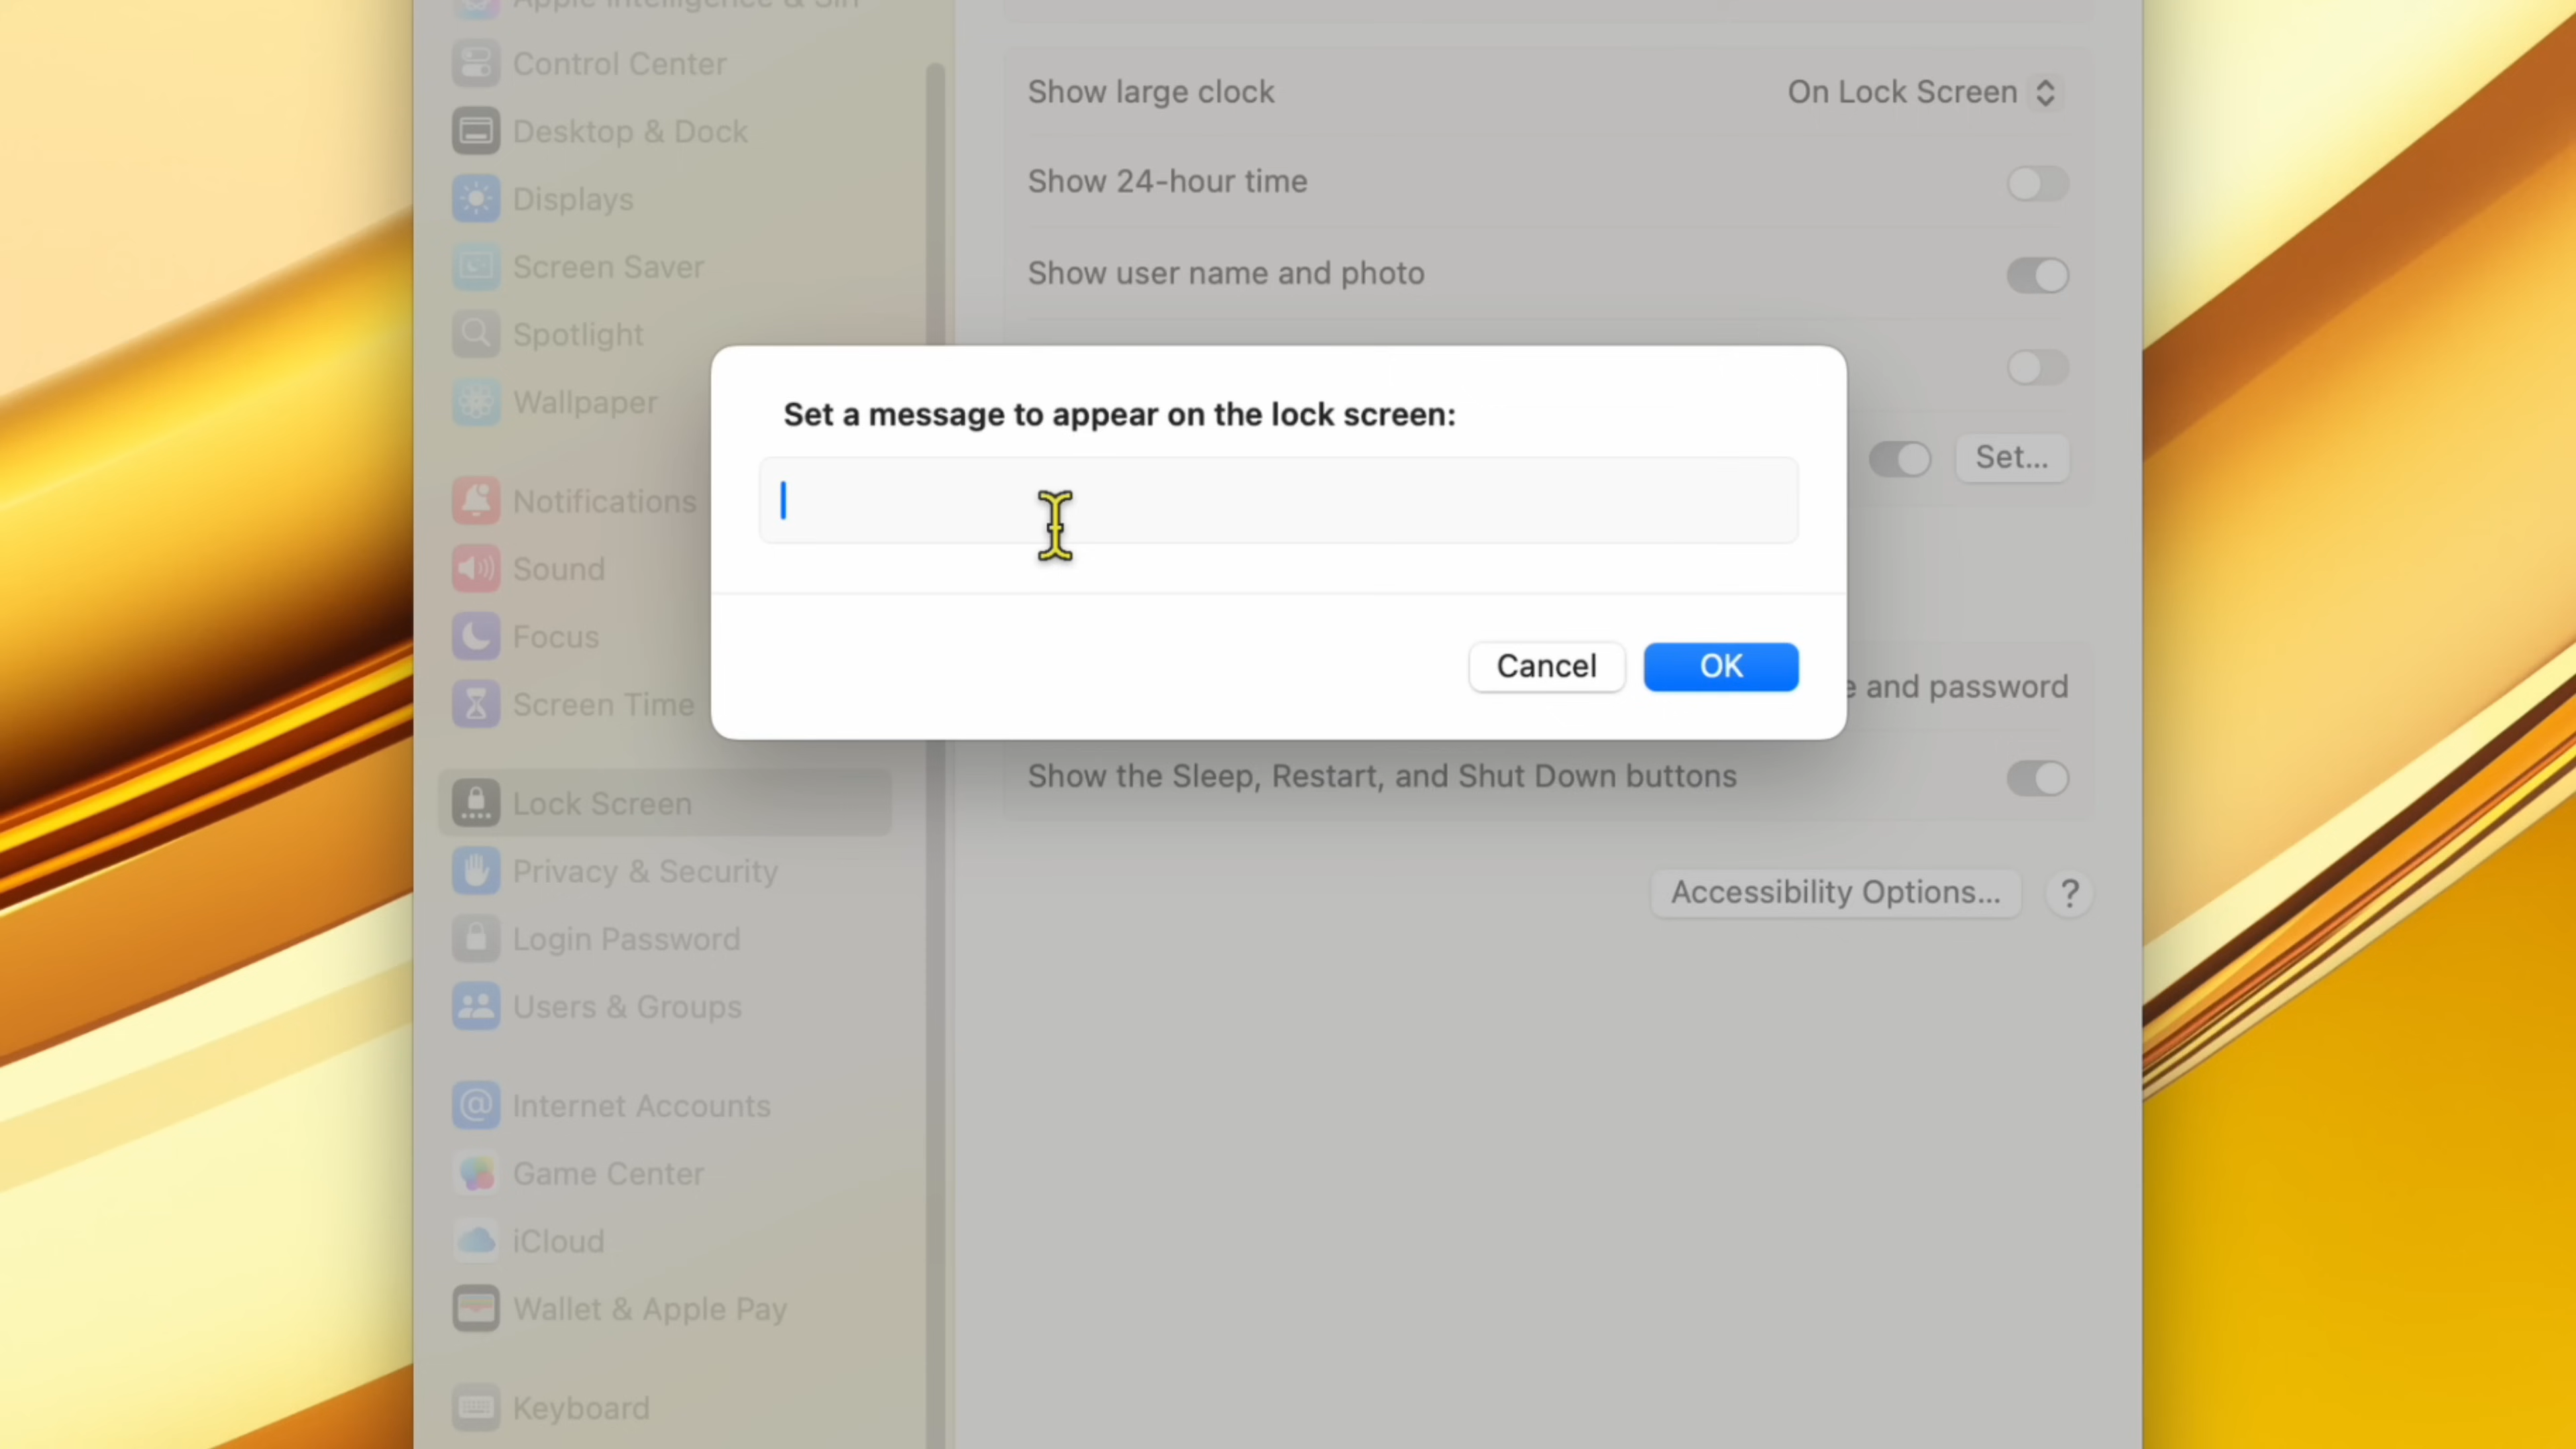 Control Center
Desktop & Dock
Displays
Screen Saver
Spotlight
Wallpaper
Notifications
Sound
Focus
Screen Time
Lock Screen
Privacy & Security
Login Password
Users & Groups
Internet Accounts
Game Center
iCloud
Wallet & Apple Pay
Keyboard
Show large clock On Lock Screen
Show 24-hour time
Show user name and photo
Set...
Set a message to appear on the lock screen:
Cancel OK
and password
Show the Sleep, Restart, and Shut Down buttons
Accessibility Options... ?